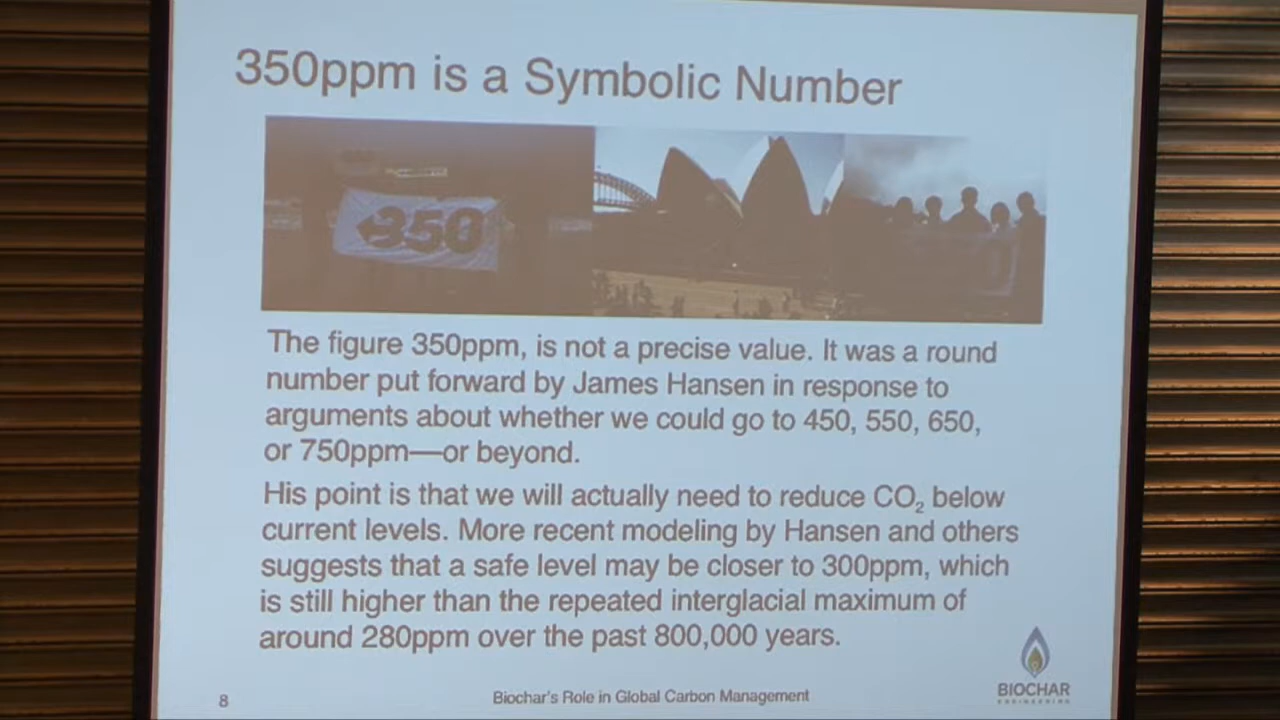 350ppm is a Symbolic Number
350
The figure 350ppm, is not a precise value. It was a round
number put forward by James Hansen in response to
arguments about whether we could go to 450, 550, 650,
or 750ppm—or beyond.
His point is that we will actually need to reduce CO₂ below
current levels. More recent modeling by Hansen and others
suggests that a safe level may be closer to 300ppm, which
is still higher than the repeated interglacial maximum of
around 280ppm over the past 800,000 years.
8
Biochar's Role in Global Carbon Management
BIOCHAR
ENGINEERING